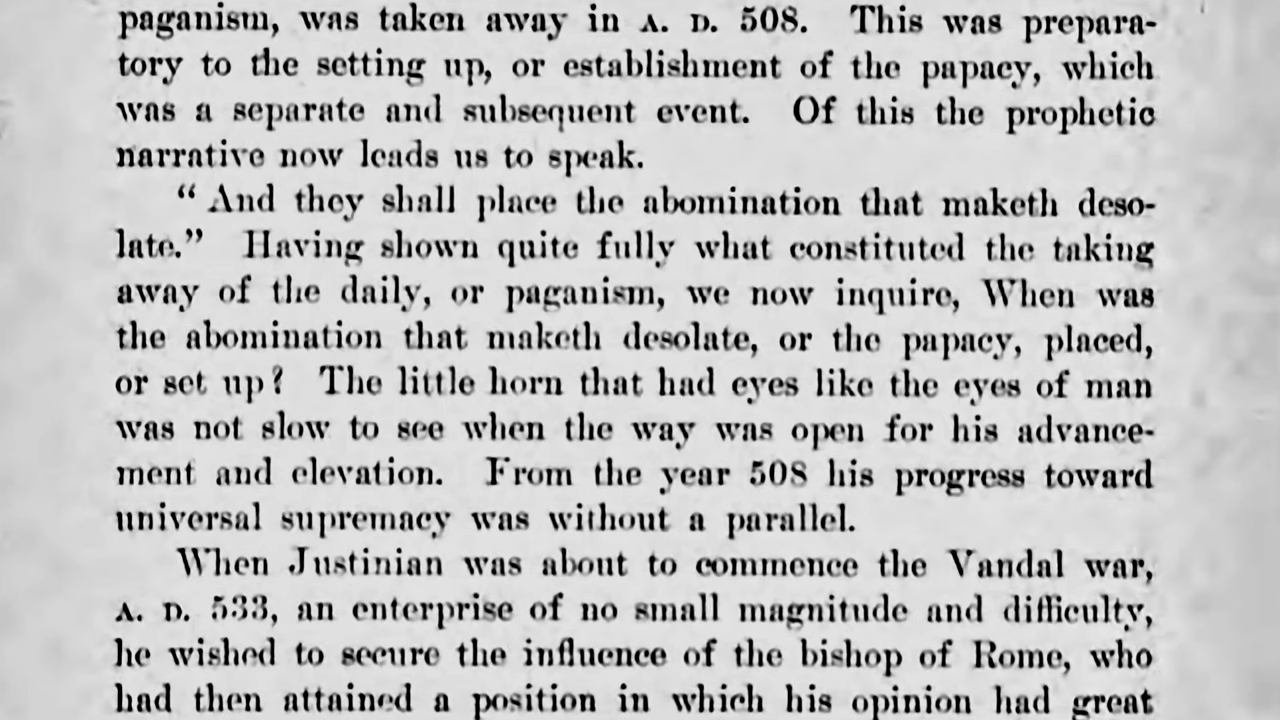 paganism, was taken away in A. D. 508. This was prepara-
tory to the setting up, or establishment of the papacy, which
was a separate and subsequent event. Of this the prophetic
narrative now leads us to speak.
“And they shall place the abomination that maketh deso-
late.” Having shown quite fully what constituted the taking
away of the daily, or paganism, we now inquire, When was
the abomination that maketh desolate, or the papacy, placed,
or set up? The little horn that had eyes like the eyes of man
was not slow to see when the way was open for his advance-
ment and elevation. From the year 508 his progress toward
universal supremacy was without a parallel.
When Justinian was about to commence the Vandal war,
A. D. 533, an enterprise of no small magnitude and difficulty,
he wished to secure the influence of the bishop of Rome, who
had then attained a position in which his opinion had great